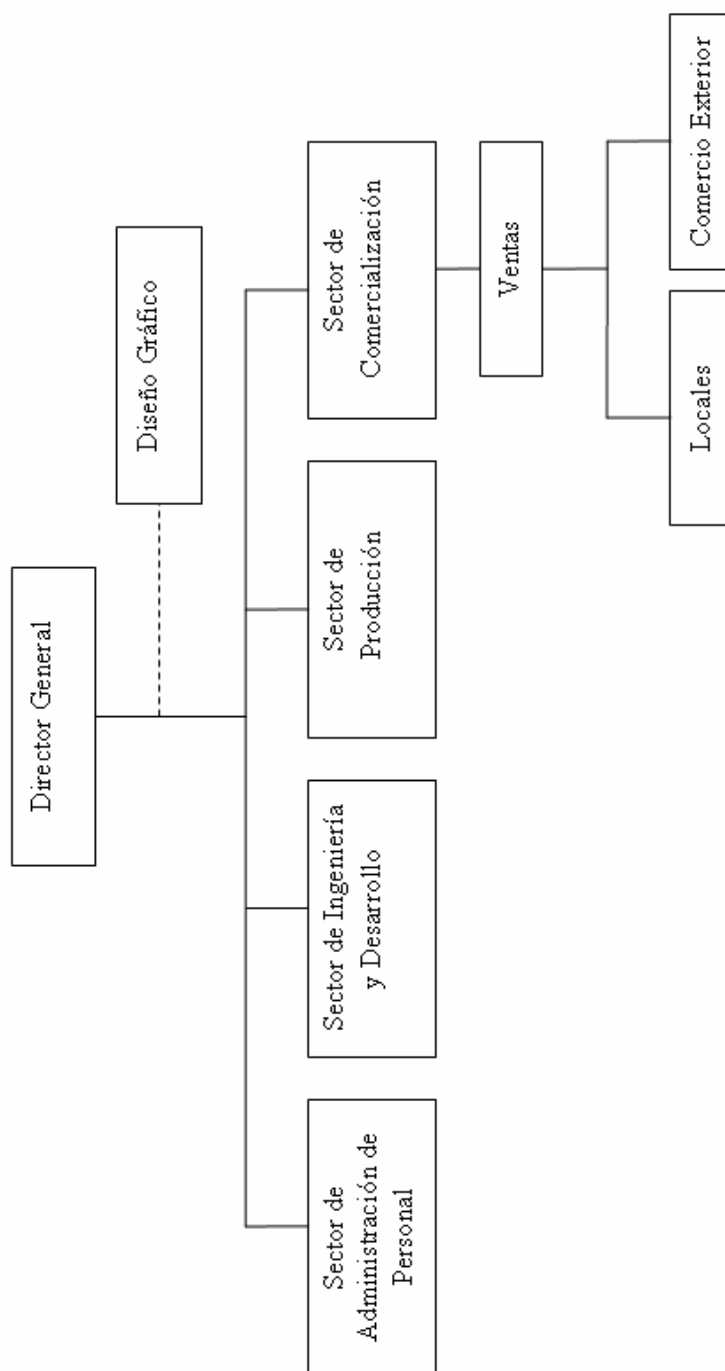 Director General
Diseño Gráfico
Sector de
Administración de
Personal
Sector de Ingeniería
y Desarrollo
Sector de
Producción
Sector de
Comercialización
Ventas
Locales
Comercio Exterior